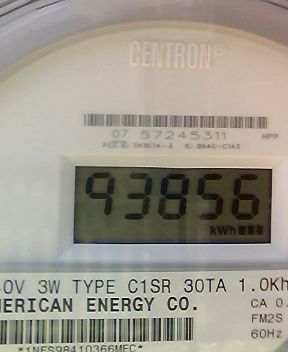 CENTRON®
07 57245311 HPP
93856
kWh
0V 3W TYPE C1SR 30TA 1.0Kh
MERICAN ENERGY CO.
CA 0.
FM2S
60Hz